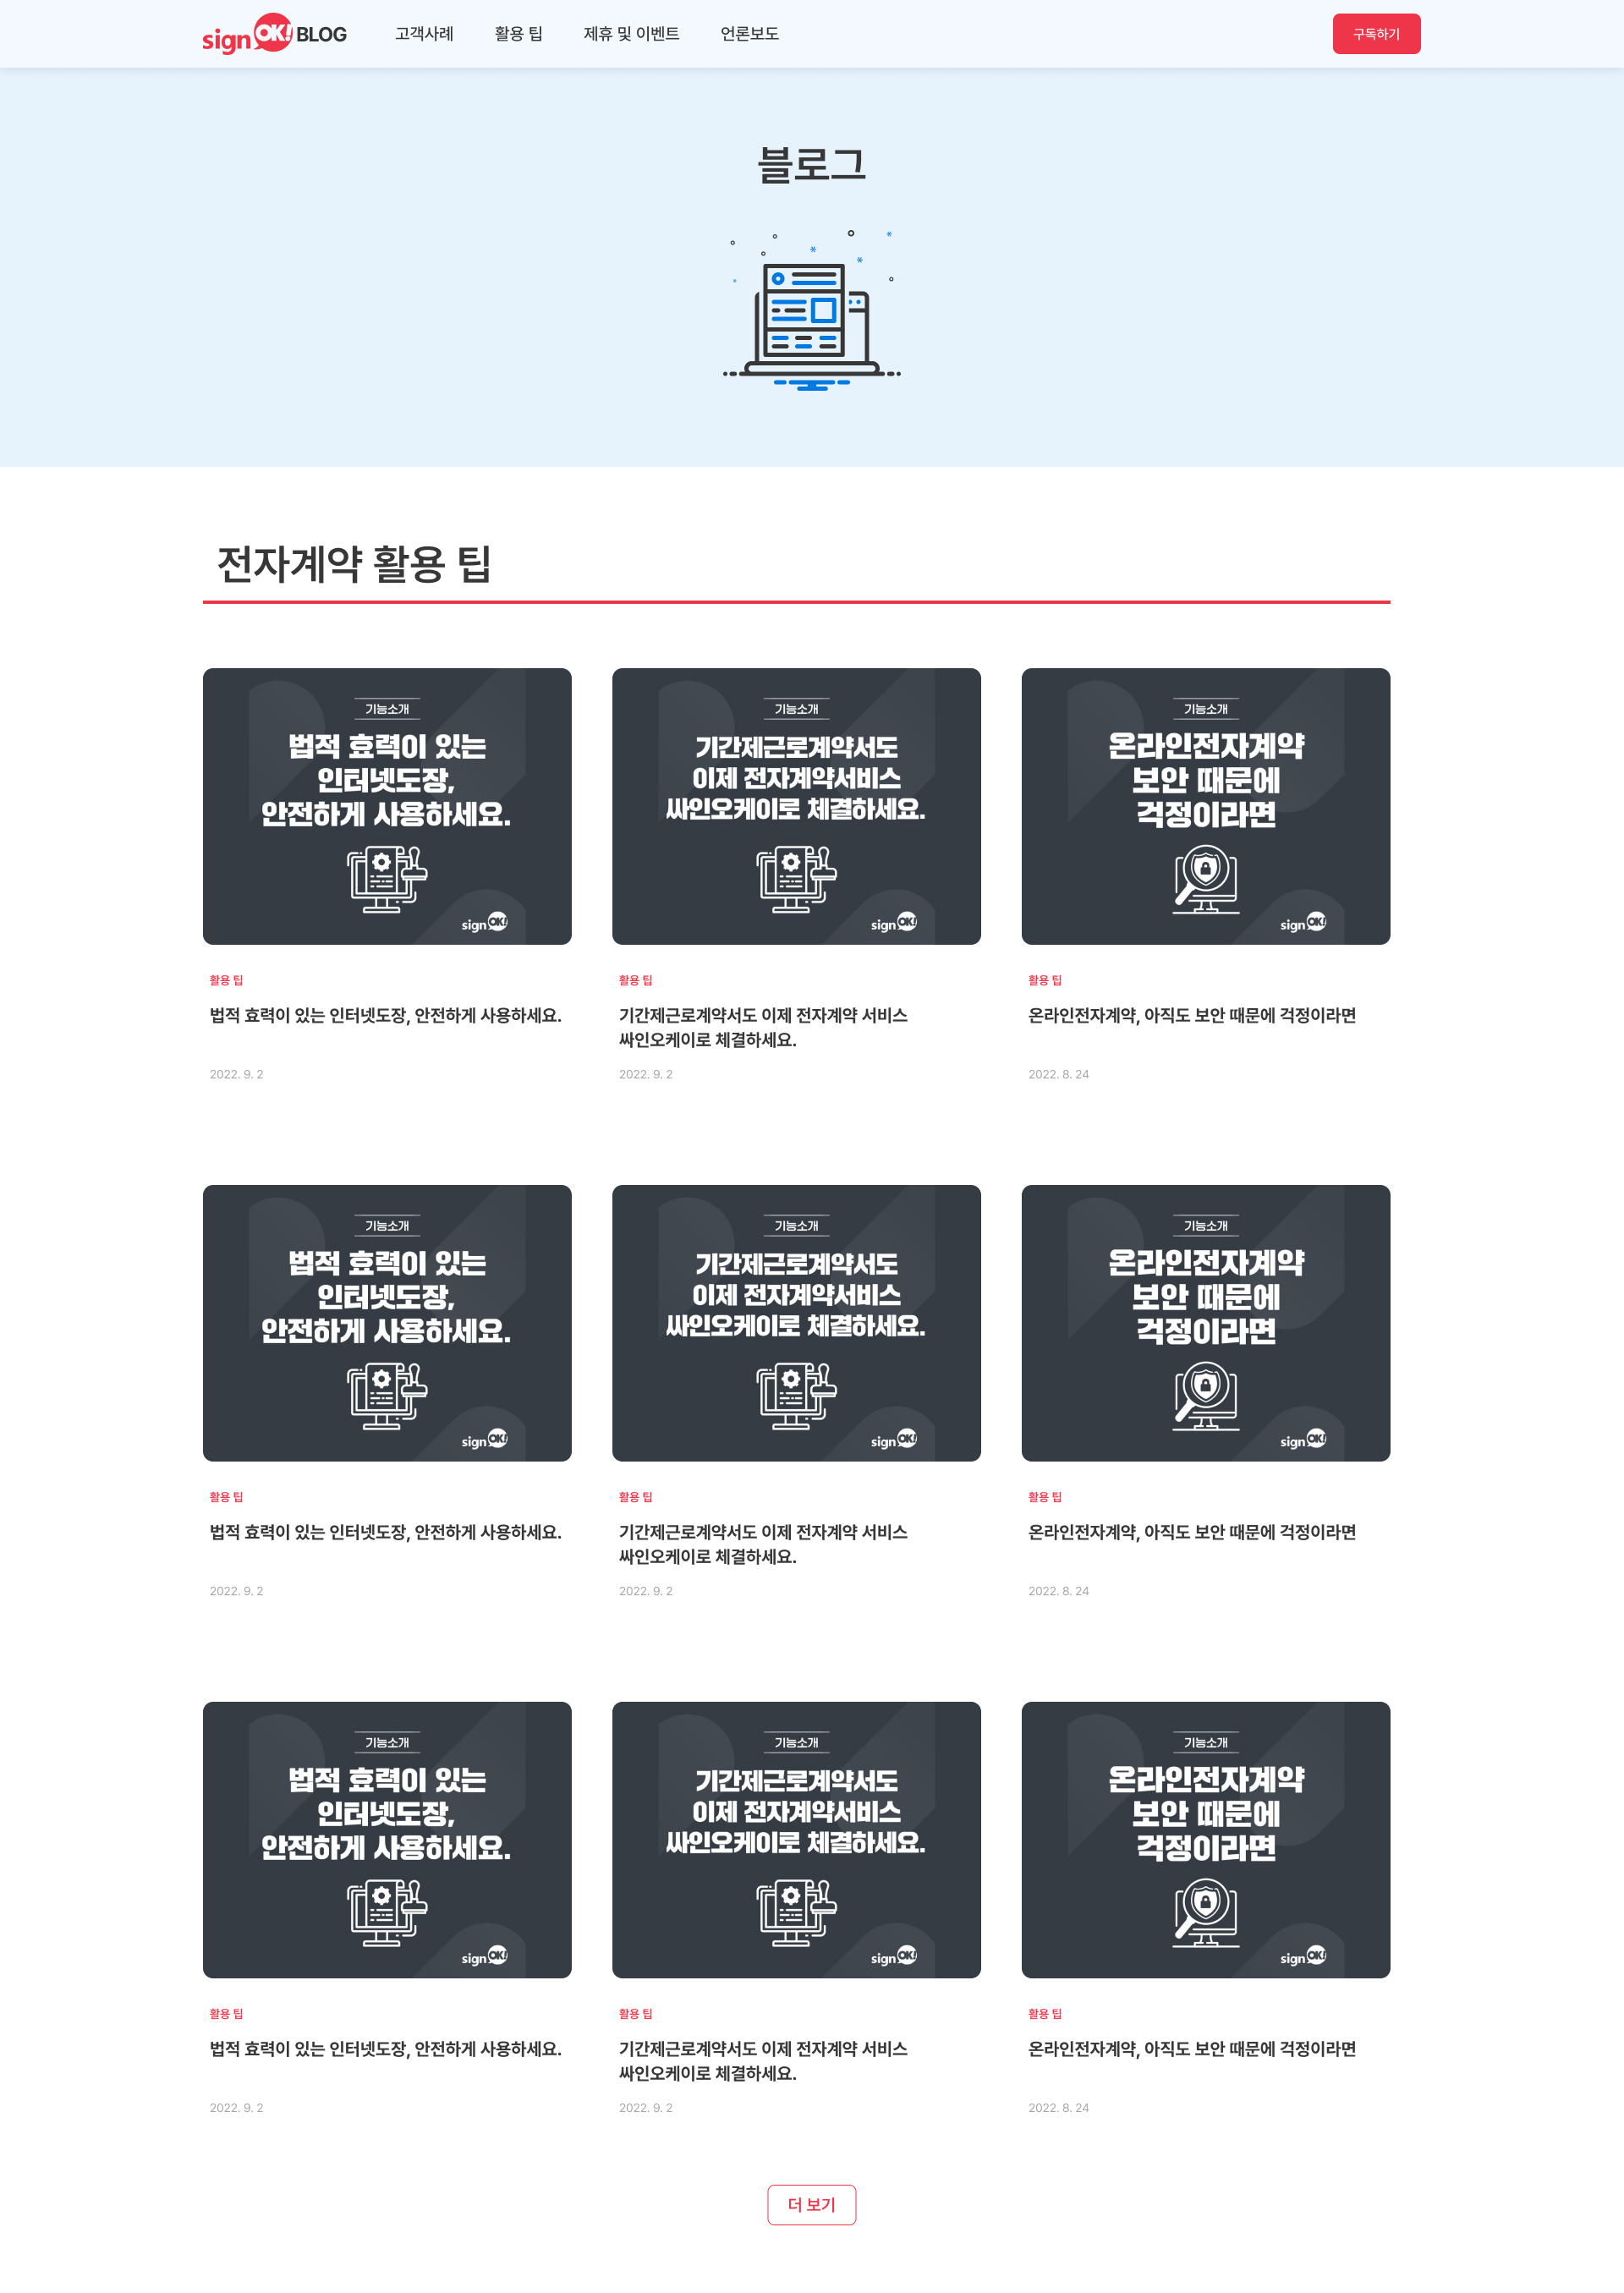 signOK! BLOG 고객사례 활용 팁 제휴 및 이벤트 언론보도 구독하기
블로그
전자계약 활용 팁
기능소개
법적 효력이 있는
인터넷도장,
안전하게 사용하세요.
signOK!
활용 팁
법적 효력이 있는 인터넷도장, 안전하게 사용하세요.
2022. 9. 2
기능소개
기간제근로계약서도
이제 전자계약서비스
싸인오케이로 체결하세요.
signOK!
활용 팁
기간제근로계약서도 이제 전자계약 서비스
싸인오케이로 체결하세요.
2022. 9. 2
기능소개
온라인전자계약
보안 때문에
걱정이라면
signOK!
활용 팁
온라인전자계약, 아직도 보안 때문에 걱정이라면
2022. 8. 24
기능소개
법적 효력이 있는
인터넷도장,
안전하게 사용하세요.
signOK!
활용 팁
법적 효력이 있는 인터넷도장, 안전하게 사용하세요.
2022. 9. 2
기능소개
기간제근로계약서도
이제 전자계약서비스
싸인오케이로 체결하세요.
signOK!
활용 팁
기간제근로계약서도 이제 전자계약 서비스
싸인오케이로 체결하세요.
2022. 9. 2
기능소개
온라인전자계약
보안 때문에
걱정이라면
signOK!
활용 팁
온라인전자계약, 아직도 보안 때문에 걱정이라면
2022. 8. 24
기능소개
법적 효력이 있는
인터넷도장,
안전하게 사용하세요.
signOK!
활용 팁
법적 효력이 있는 인터넷도장, 안전하게 사용하세요.
2022. 9. 2
기능소개
기간제근로계약서도
이제 전자계약서비스
싸인오케이로 체결하세요.
signOK!
활용 팁
기간제근로계약서도 이제 전자계약 서비스
싸인오케이로 체결하세요.
2022. 9. 2
기능소개
온라인전자계약
보안 때문에
걱정이라면
signOK!
활용 팁
온라인전자계약, 아직도 보안 때문에 걱정이라면
2022. 8. 24
더 보기